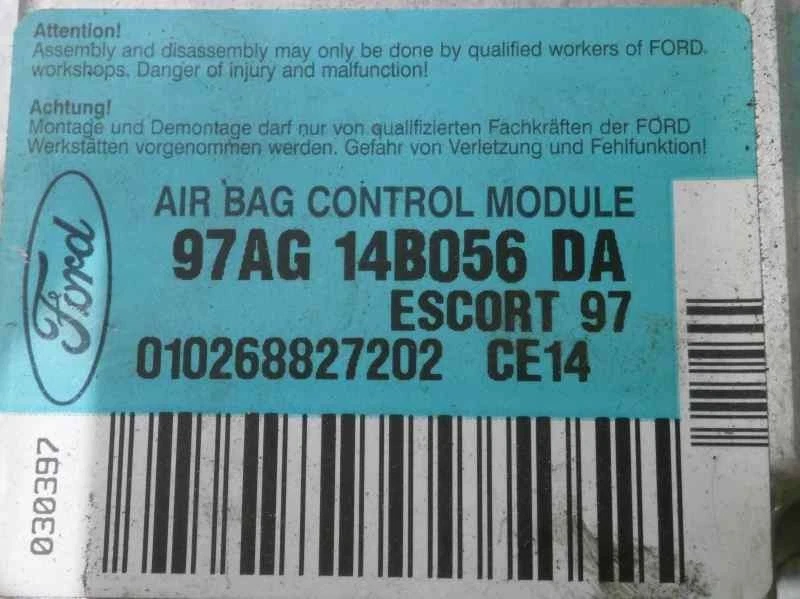 Attention!
Assembly and disassembly may only be done by qualified workers of FORD
workshops. Danger of injury and malfunction!
Achtung!
Montage und Demontage darf nur von qualifizierten Fachkräften der FORD
Werkstätten vorgenommen werden. Gefahr von Verletzung und Fehlfunktion!
AIR BAG CONTROL MODULE
97AG 14B056 DA
Ford
ESCORT 97
010268827202 CE14
030397